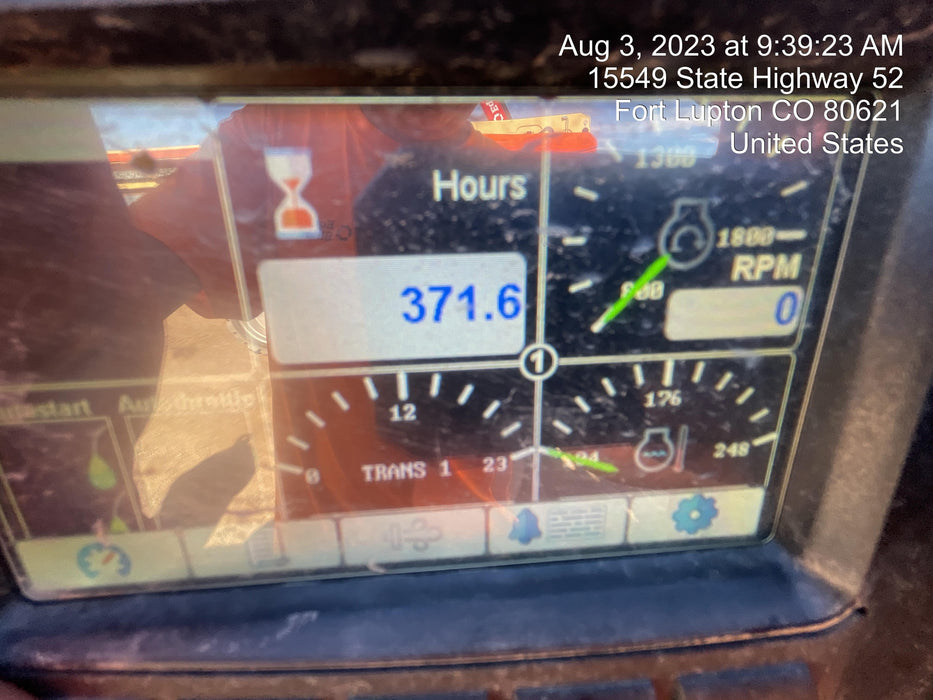 Aug 3, 2023 at 9:39:23 AM
15549 State Highway 52
Fort Lupton CO 80621
United States
1300
Hours
1800
RPM
800
371.6
0
1
12
176
0
TRANS 1
23
248